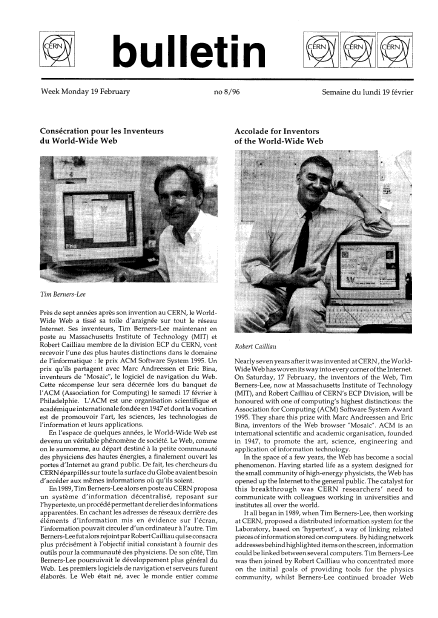 CERN
bulletin
CERN
CERN
CERN
Week Monday 19 February
no 8/96
Semaine du lundi 19 février
Consécration pour les Inventeurs
du World-Wide Web
Tim Berners-Lee
Près de sept années après son invention au CERN, le World-
Wide Web a tissé sa toile d'araignée sur tout le réseau
Internet. Ses inventeurs, Tim Berners-Lee maintenant en
poste au Massachusetts Institute of Technology (MIT) et
Robert Cailliau membre de la division ECP du CERN, vont
recevoir l'une des plus hautes distinctions dans le domaine
de l'informatique : le prix ACM Software System 1995. Un
prix qu'ils partagent avec Marc Andreessen et Eric Bina,
inventeurs de "Mosaic", le logiciel de navigation du Web.
Cette récompense leur sera décernée lors du banquet de
l'ACM (Association for Computing) le samedi 17 février à
Philadelphie. L'ACM est une organisation scientifique et
académique internationale fondée en 1947 et dont la vocation
est de promouvoir l'art, les sciences, les technologies de
l'information et leurs applications.
En l'espace de quelques années, le World-Wide Web est
devenu un véritable phénomène de société. Le Web, comme
on le surnomme, au départ destiné à la petite communauté
des physiciens des hautes énergies, a finalement ouvert les
portes d'Internet au grand public. De fait, les chercheurs du
CERN éparpillés sur toute la surface du Globe avaient besoin
d'accéder aux mêmes informations où qu'ils soient.
En 1989, Tim Berners-Lee alors en poste au CERN proposa
un système d'information décentralisé, reposant sur
l'hypertexte, un procédé permettant de relier des informations
apparentées. En cachant les adresses de réseaux derrière des
éléments d'information mis en évidence sur l'écran,
l'information pouvait circuler d'un ordinateur à l'autre. Tim
Berners-Lee fut alors rejoint par Robert Cailliau qui se consacra
plus précisément à l'objectif initial consistant à fournir des
outils pour la communauté des physiciens. De son côté, Tim
Berners-Lee poursuivait le développement plus général du
Web. Les premiers logiciels de navigation et serveurs furent
élaborés. Le Web était né, avec le monde entier comme
Accolade for Inventors
of the World-Wide Web
Robert Cailliau
Nearly seven years after it was invented at CERN, the World-
Wide Web has woven its way into every corner of the Internet.
On Saturday, 17 February, the inventors of the Web, Tim
Berners-Lee, now at Massachusetts Institute of Technology
(MIT), and Robert Cailliau of CERN's ECP Division, will be
honoured with one of computing's highest distinctions: the
Association for Computing (ACM) Software System Award
1995. They share this prize with Marc Andreessen and Eric
Bina, inventors of the Web browser "Mosaic". ACM is an
international scientific and academic organisation, founded
in 1947, to promote the art, science, engineering and
application of information technology.
In the space of a few years, the Web has become a social
phenomenon. Having started life as a system designed for
the small community of high-energy physicists, the Web has
opened up the Internet to the general public. The catalyst for
this breakthrough was CERN researchers' need to
communicate with colleagues working in universities and
institutes all over the world.
It all began in 1989, when Tim Berners-Lee, then working
at CERN, proposed a distributed information system for the
Laboratory, based on 'hypertext', a way of linking related
pieces of information stored on computers. By hiding network
addresses behind highlighted items on the screen, information
could be linked between several computers. Tim Berners-Lee
was then joined by Robert Cailliau who concentrated more
on the initial goals of providing tools for the physics
community, whilst Berners-Lee continued broader Web